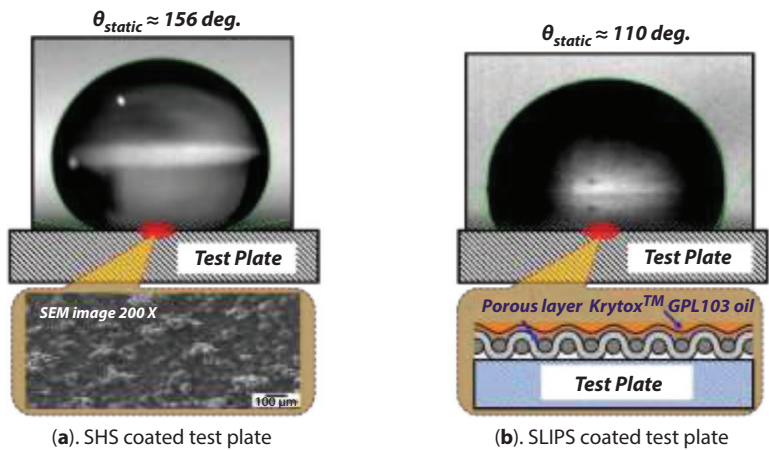 θstatic ≈ 156 deg.
Test Plate
SEM image 200 X
100 μm
(a). SHS coated test plate
θstatic ≈ 110 deg.
Test Plate
Porous layer Krytox™ GPL103 oil
Test Plate
(b). SLIPS coated test plate